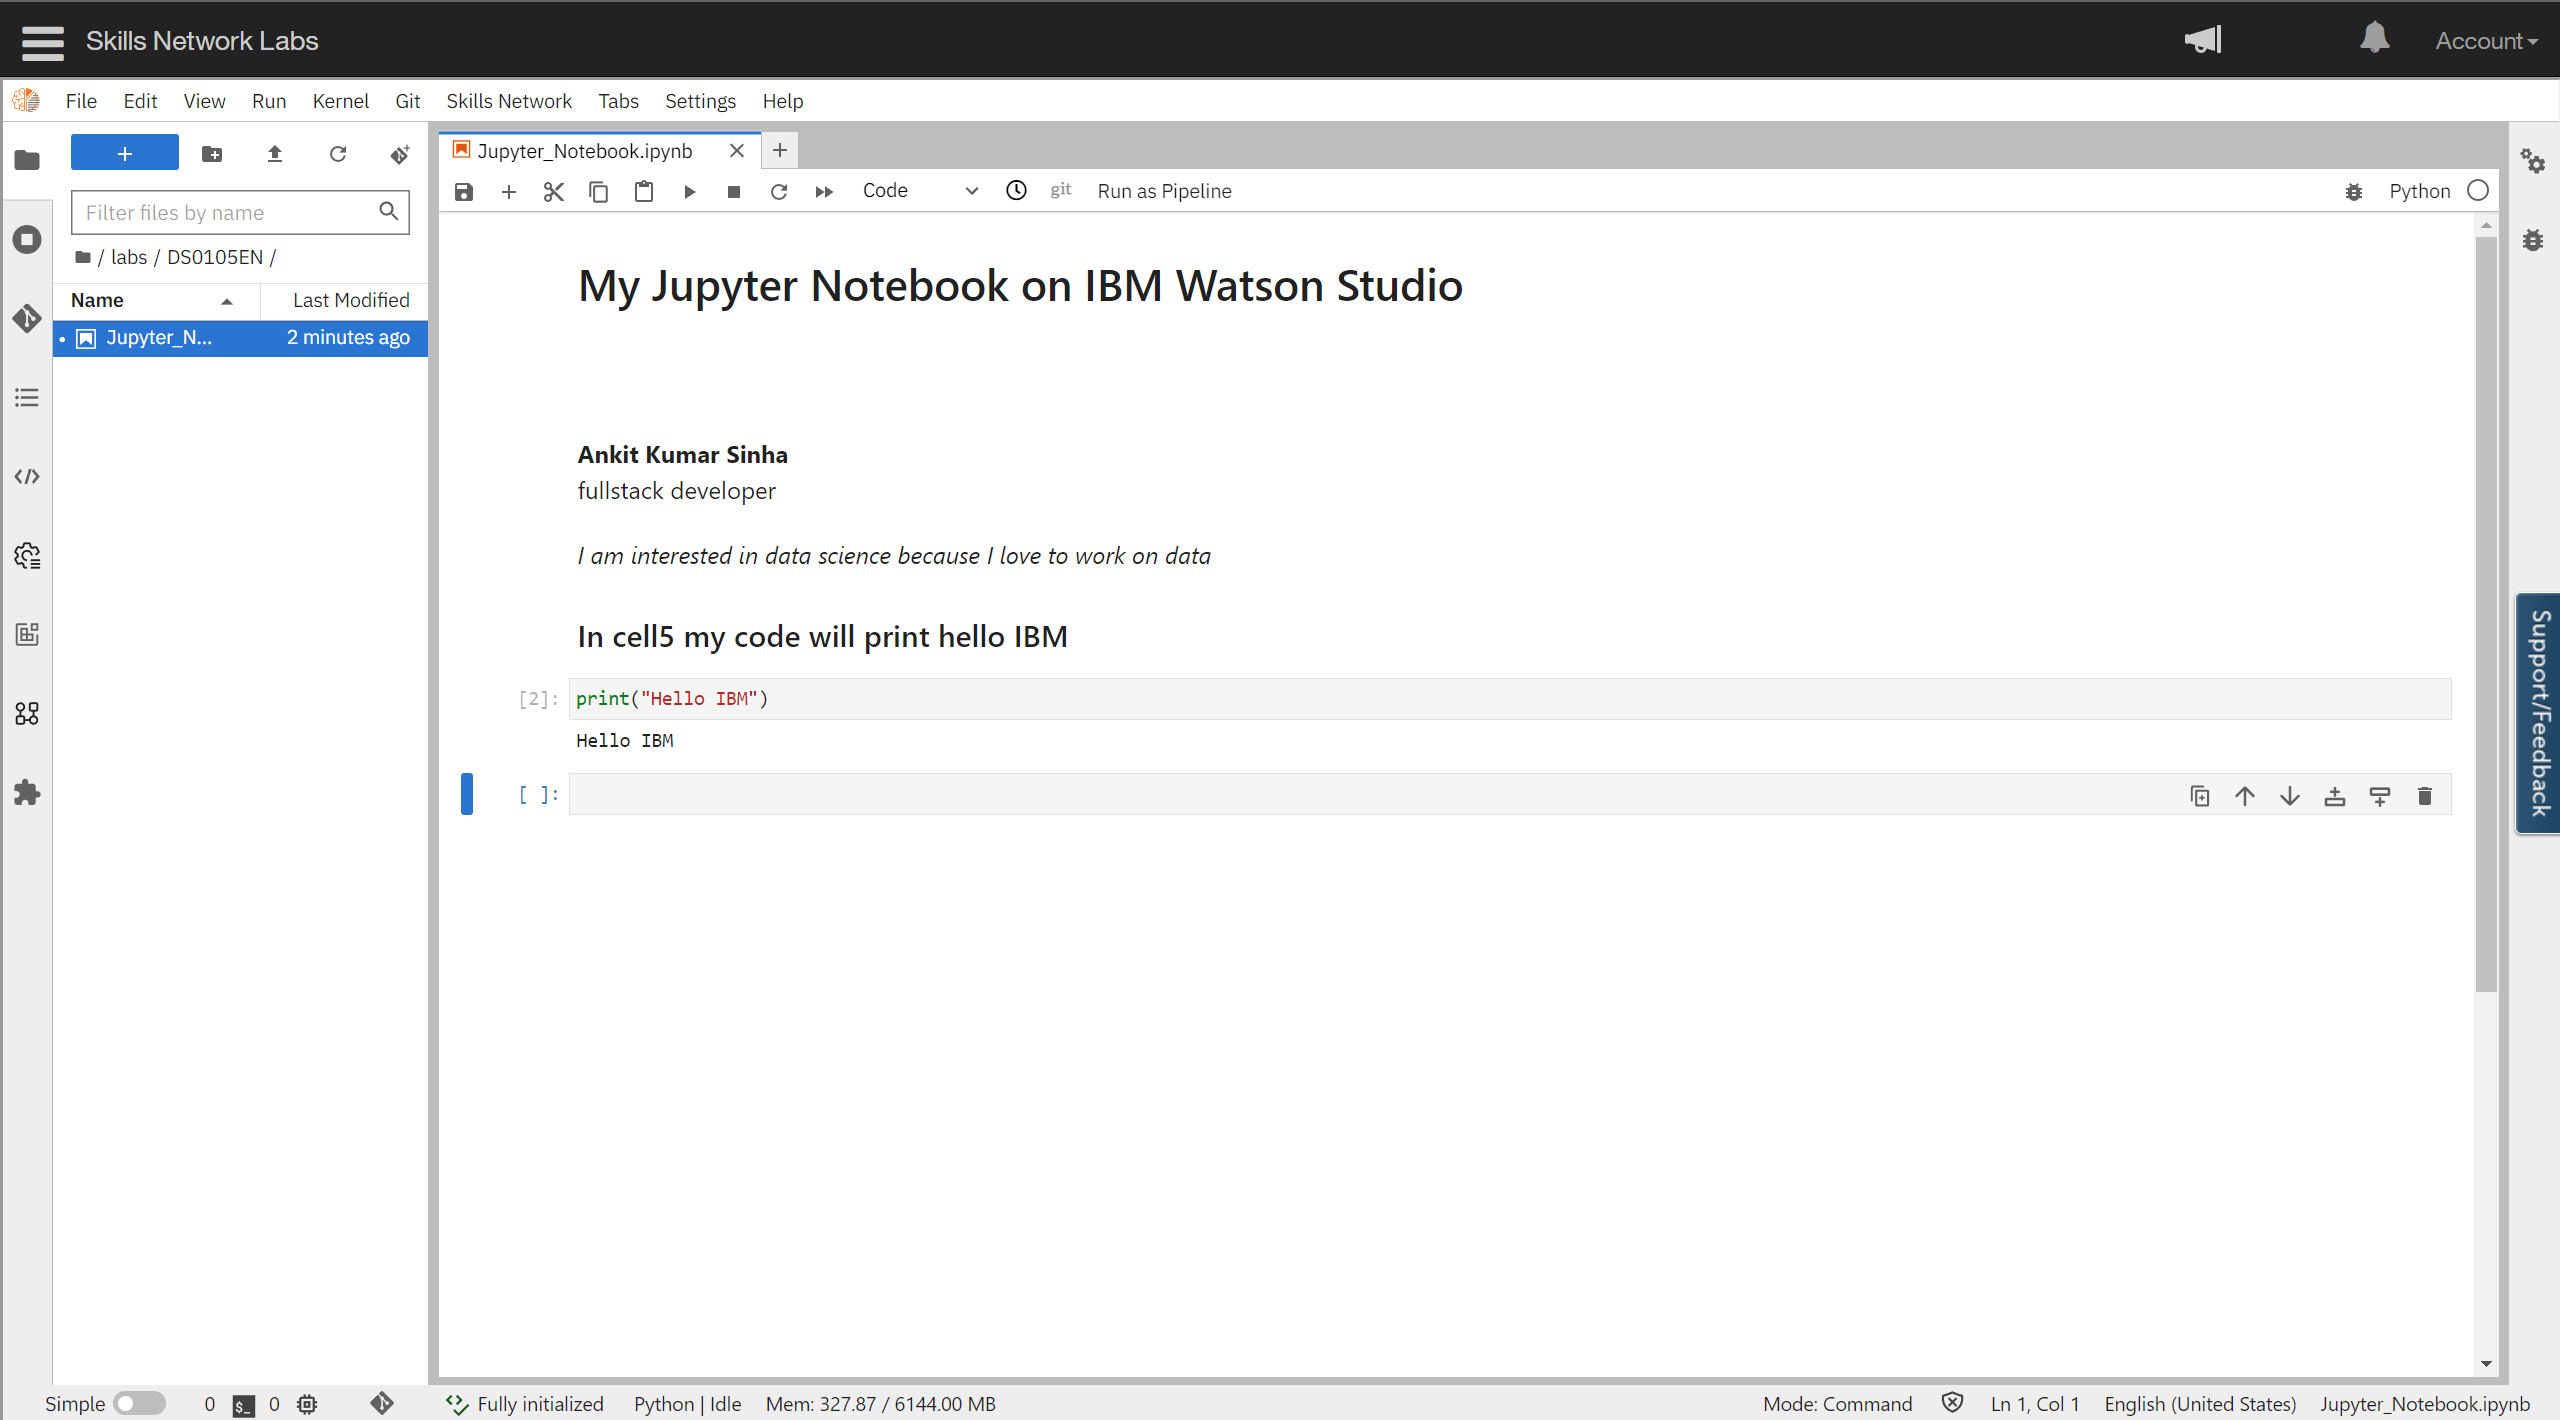 Skills Network Labs
Account
File Edit View Run Kernel Git Skills Network Tabs Settings Help
Jupyter_Notebook.ipynb
Filter files by name
Code
git Run as Pipeline
Python
/ labs / DS0105EN /
Name Last Modified
Jupyter_N... 2 minutes ago
My Jupyter Notebook on IBM Watson Studio
Ankit Kumar Sinha
fullstack developer
I am interested in data science because I love to work on data
In cell5 my code will print hello IBM
[2]: print("Hello IBM")
Hello IBM
[ ]:
Support/Feedback
Simple 0 $_ 0 Fully initialized Python | Idle Mem: 327.87 / 6144.00 MB Mode: Command Ln 1, Col 1 English (United States) Jupyter_Notebook.ipynb